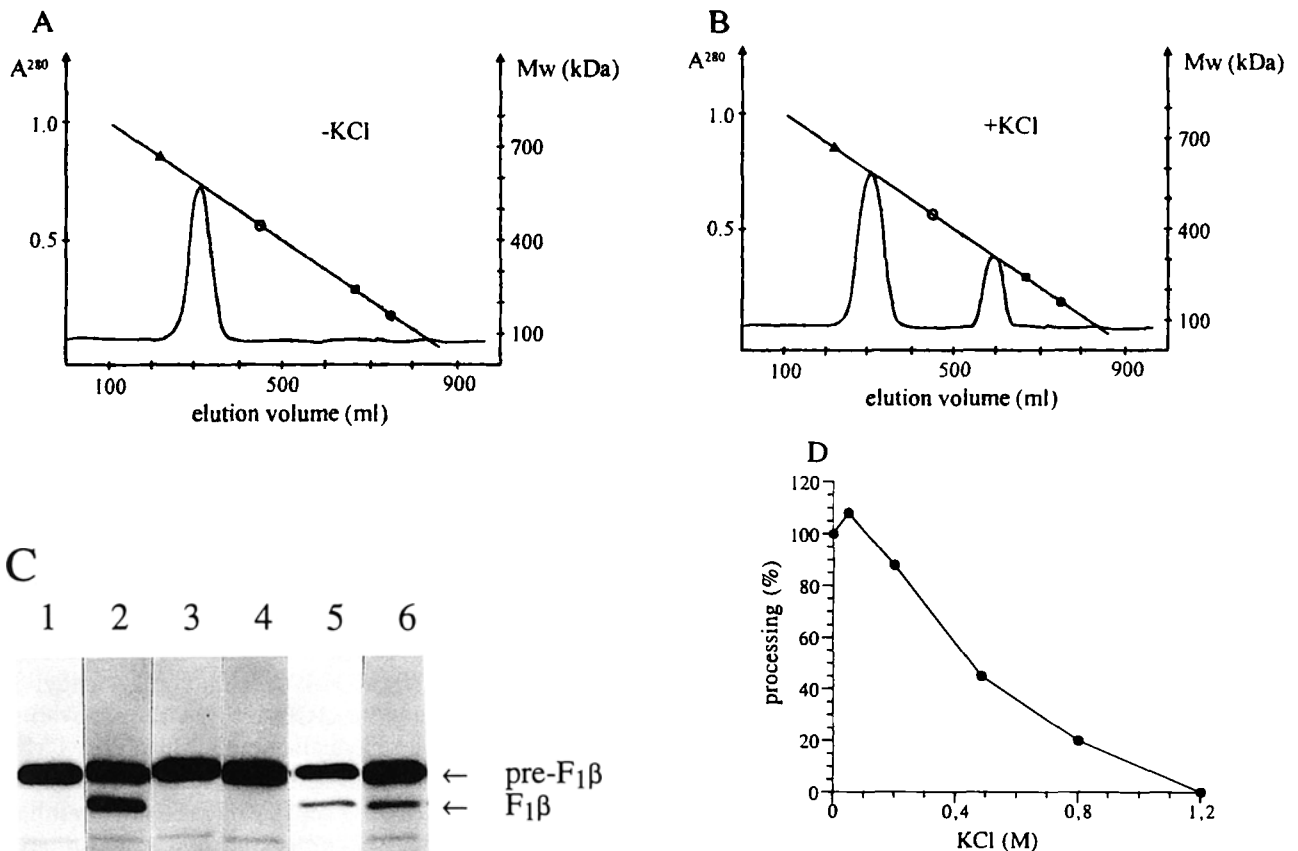 A
A²⁸⁰
Mw (kDa)
-KCl
1.0
0.5
700
400
100
100 500 900
elution volume (ml)
B
A²⁸⁰
Mw (kDa)
+KCl
1.0
0.5
700
400
100
100 500 900
elution volume (ml)
C
1 2 3 4 5 6
← pre-F₁β
← F₁β
D
processing (%)
120
100
80
60
40
20
0
0 0,4 0,8 1,2
KCl (M)